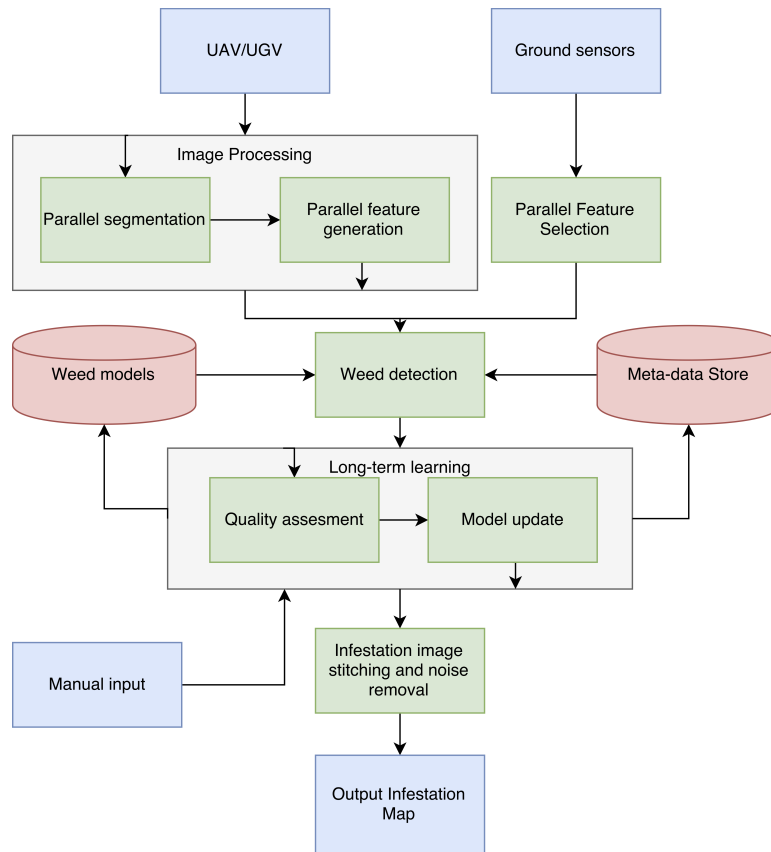 UAV/UGV
Ground sensors
Image Processing
Parallel segmentation
Parallel feature
generation
Parallel Feature
Selection
Weed models
Weed detection
Meta-data Store
Long-term learning
Quality assesment
Model update
Manual input
Infestation image
stitching and noise
removal
Output Infestation
Map